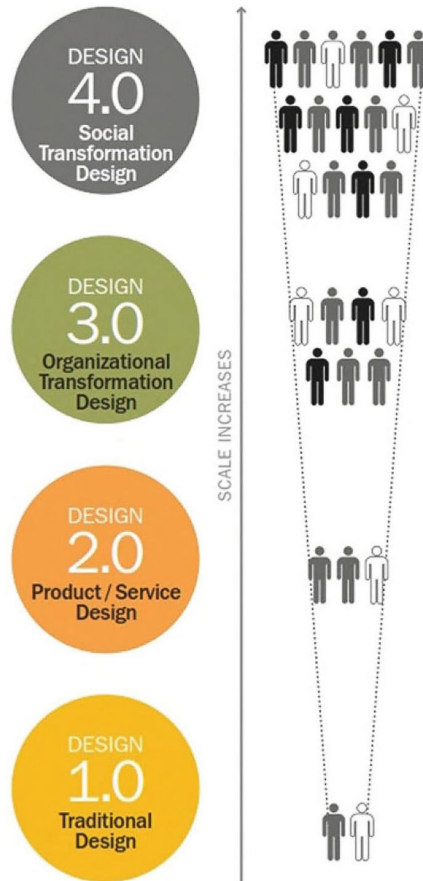 DESIGN
4.0
Social
Transformation
Design
DESIGN
3.0
Organizational
Transformation
Design
SCALE INCREASES
DESIGN
2.0
Product / Service
Design
DESIGN
1.0
Traditional
Design